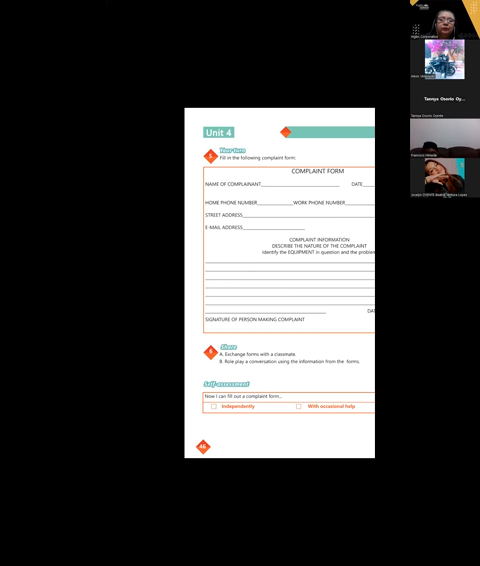 Unit 4
Your turn
5
Fill in the following complaint form:
COMPLAINT FORM
NAME OF COMPLAINANT DATE
HOME PHONE NUMBER WORK PHONE NUMBER
STREET ADDRESS
E-MAIL ADDRESS
COMPLAINT INFORMATION
DESCRIBE THE NATURE OF THE COMPLAINT
Identify the EQUIPMENT in question and the
SIGNATURE OF PERSON MAKING COMPLAINT
6
Share
A. Exchange forms with a classmate.
B. Role play a conversation using the information from the forms.
Self-assessment
Now I can fill out a complaint form...
Independently
With occasional help
46
Tannya Osorio Oy...